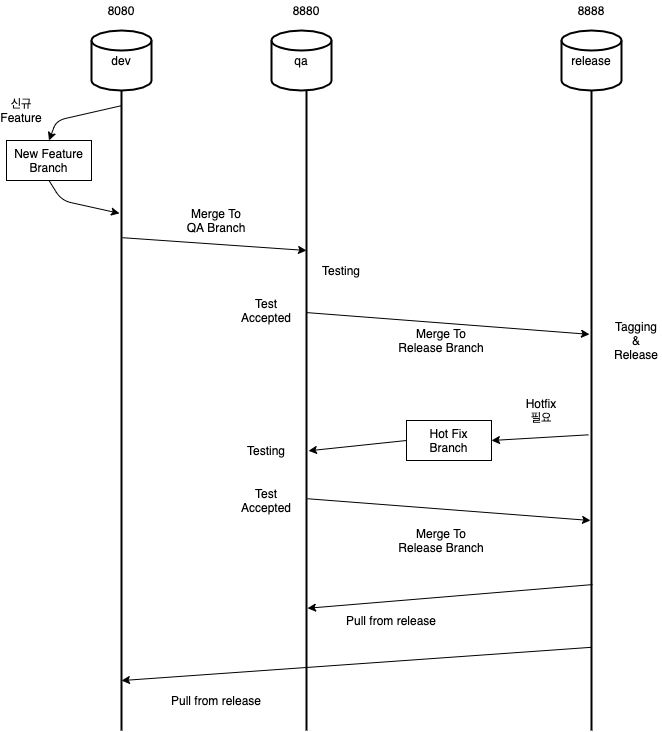 8080
8880
8888
dev
qa
release
신규
Feature
New Feature
Branch
Merge To
QA Branch
Testing
Test
Accepted
Merge To
Release Branch
Tagging
&
Release
Hotfix
필요
Hot Fix
Branch
Testing
Test
Accepted
Merge To
Release Branch
Pull from release
Pull from release